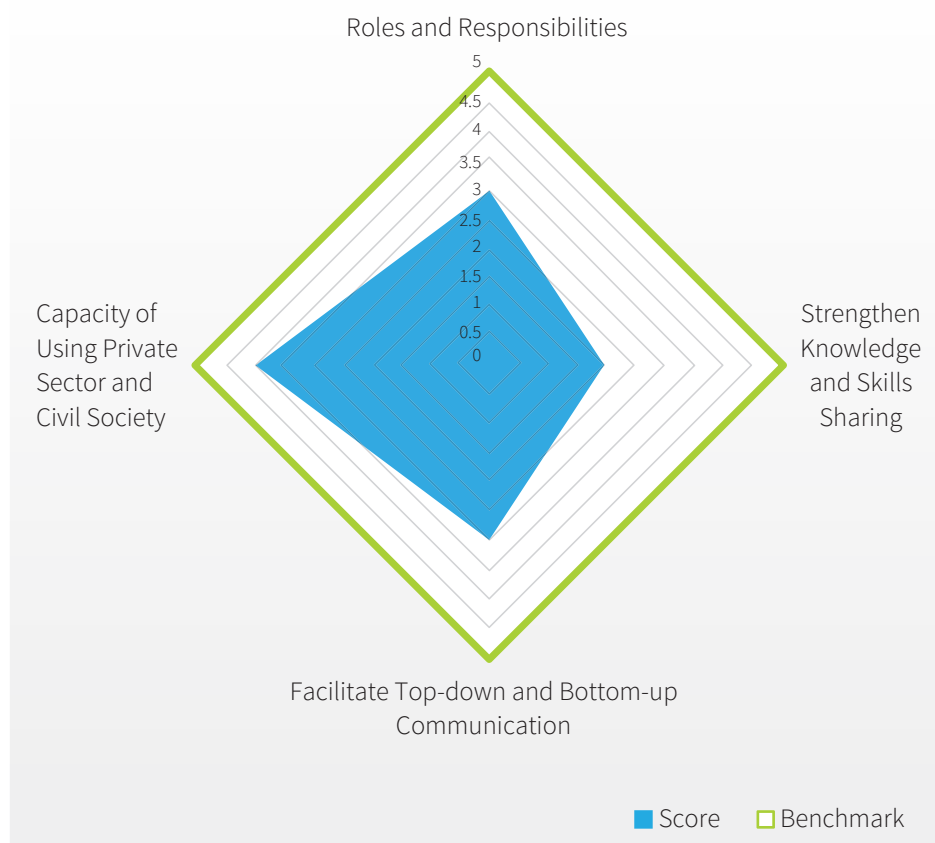 Roles and Responsibilities
5
4.5
4
3.5
3
2.5
2
1.5
1
0.5
0
Capacity of
Using Private
Sector and
Civil Society
Strengthen
Knowledge
and Skills
Sharing
Facilitate Top-down and Bottom-up
Communication
Score
Benchmark